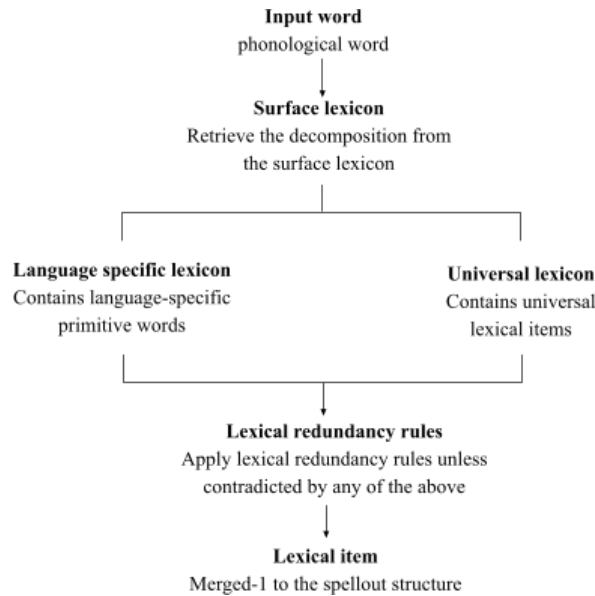 Input word
phonological word
Surface lexicon
Retrieve the decomposition from
the surface lexicon
Language specific lexicon
Contains language-specific
primitive words
Universal lexicon
Contains universal
lexical items
Lexical redundancy rules
Apply lexical redundancy rules unless
contradicted by any of the above
Lexical item
Merged-1 to the spellout structure